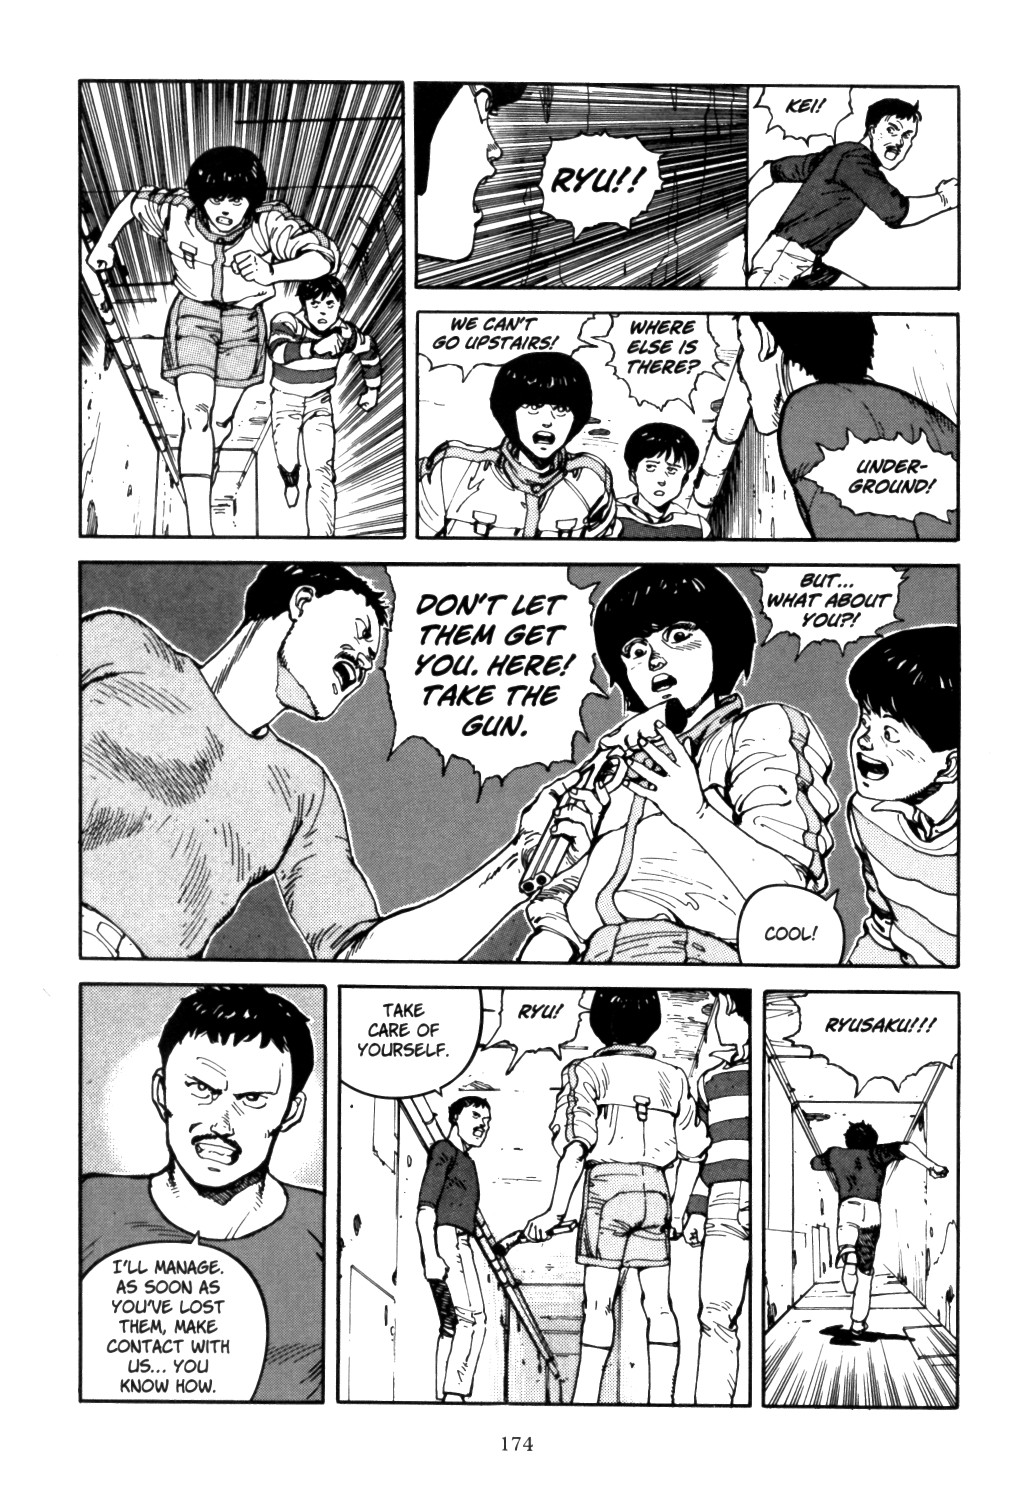 RYU!!
KEI!
WE CAN'T
GO UPSTAIRS!
WHERE
ELSE IS
THERE?
UNDER-
GROUND!
DON'T LET
THEM GET
YOU. HERE!
TAKE THE
GUN.
BUT...
WHAT ABOUT
YOU?!
COOL!
I'LL MANAGE.
AS SOON AS
YOU'VE LOST
THEM, MAKE
CONTACT WITH
US... YOU
KNOW HOW.
TAKE
CARE OF
YOURSELF.
RYU!
RYUSAKU!!!
174